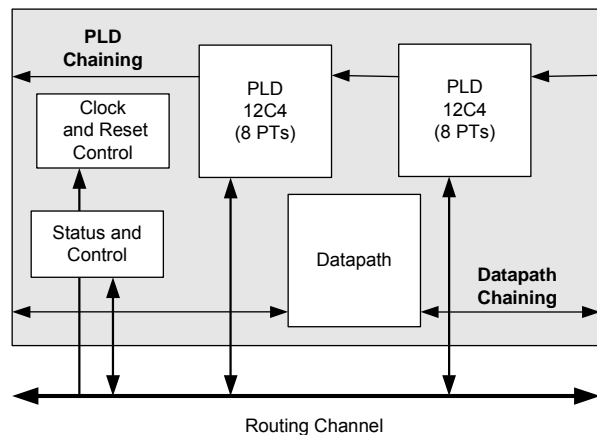 PLD
Chaining
PLD
12C4
(8 PTs)
PLD
12C4
(8 PTs)
Clock
and Reset
Control
Status and
Control
Datapath
Datapath
Chaining
Routing Channel